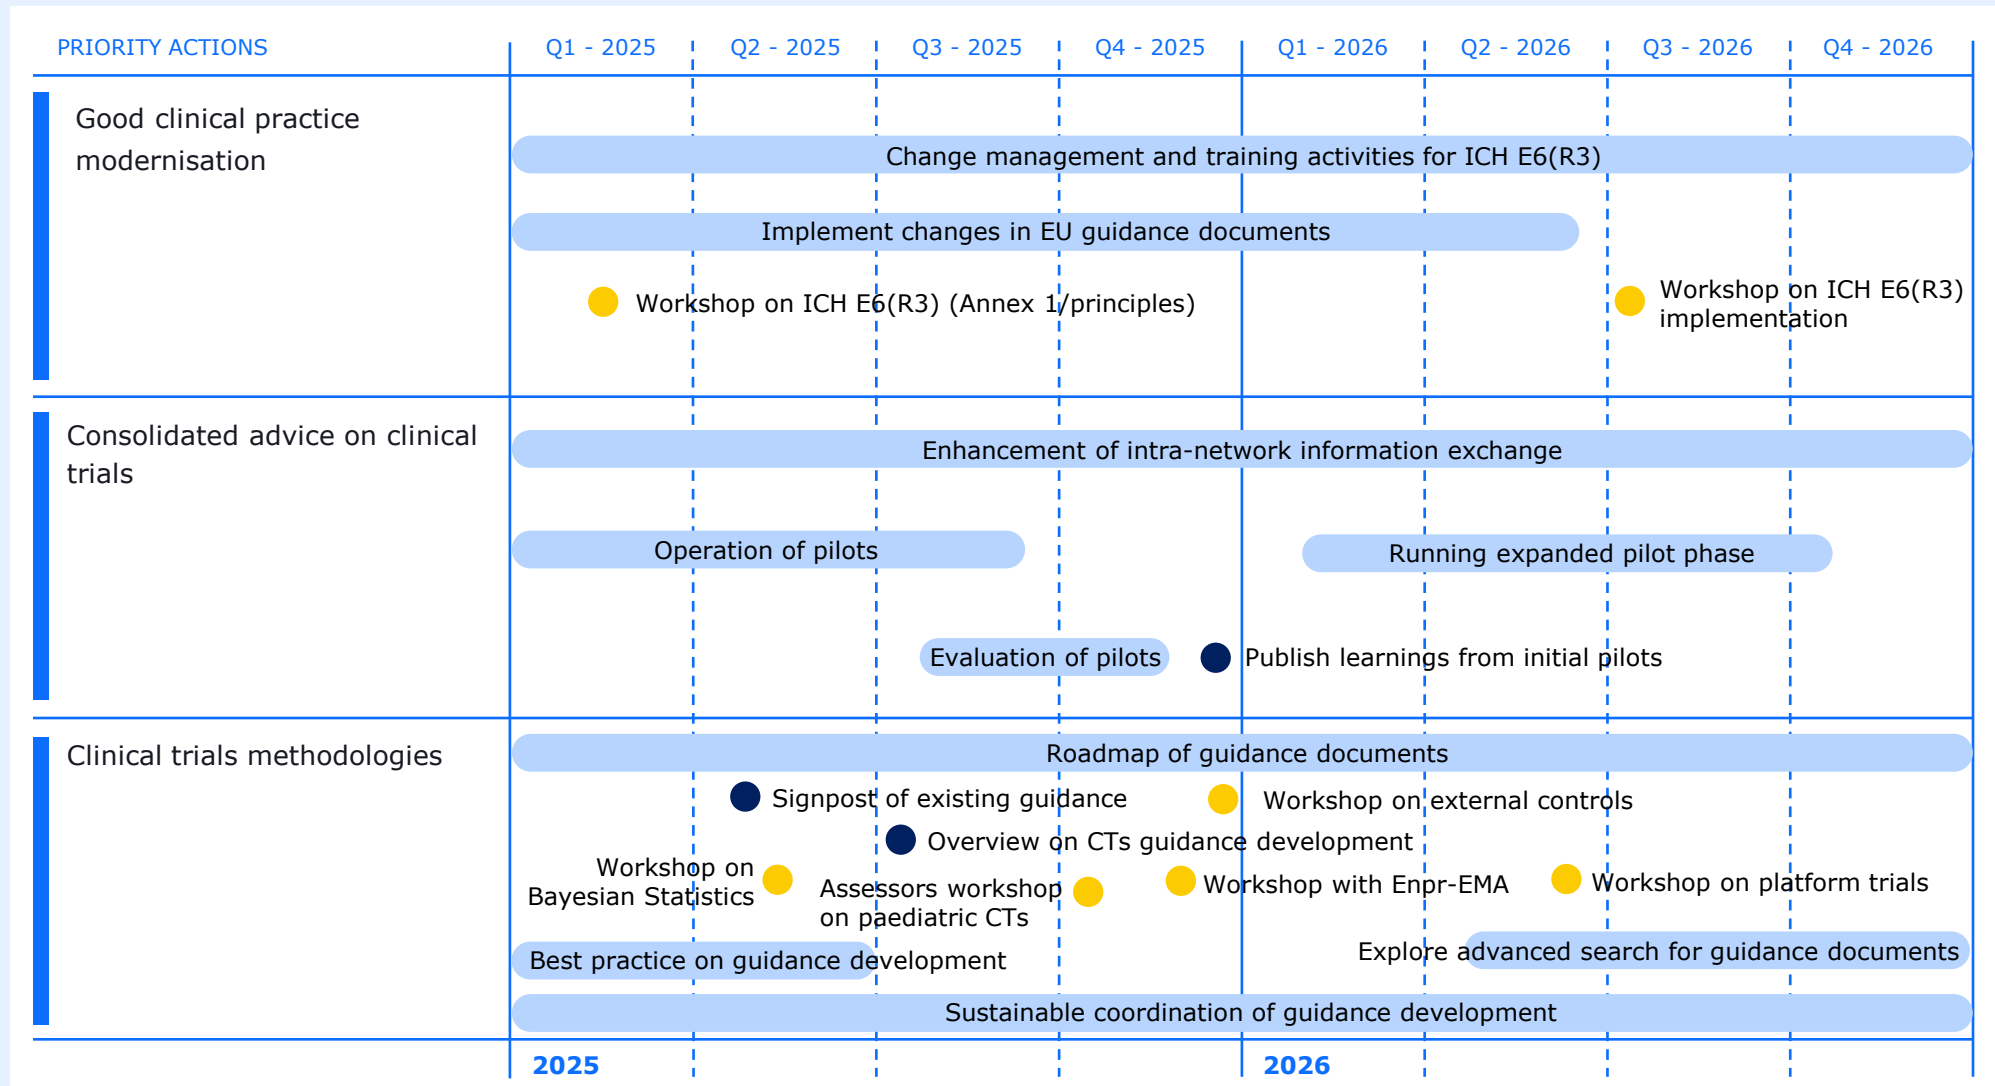 PRIORITY ACTIONS
Q1 - 2025
Q2 - 2025
Q3 - 2025
Q4 - 2025
Q1 - 2026
Q2 - 2026
Q3 - 2026
Q4 - 2026
Good clinical practice
modernisation
Change management and training activities for ICH E6(R3)
Implement changes in EU guidance documents
Workshop on ICH E6(R3) (Annex 1/principles)
Workshop on ICH E6(R3)
implementation
Consolidated advice on clinical
trials
Enhancement of intra-network information exchange
Operation of pilots
Running expanded pilot phase
Evaluation of pilots
Publish learnings from initial pilots
Clinical trials methodologies
Roadmap of guidance documents
Signpost of existing guidance
Workshop on external controls
Overview on CTs guidance development
Workshop on
Bayesian Statistics
Assessors workshop
on paediatric CTs
Workshop with Enpr-EMA
Workshop on platform trials
Best practice on guidance development
Explore advanced search for guidance documents
Sustainable coordination of guidance development
2025
2026